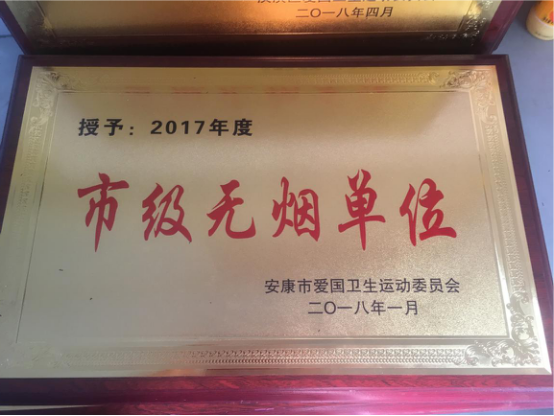 二〇一八年四月
授予：2017年度
市级无烟单位
安康市爱国卫生运动委员会
二〇一八年一月